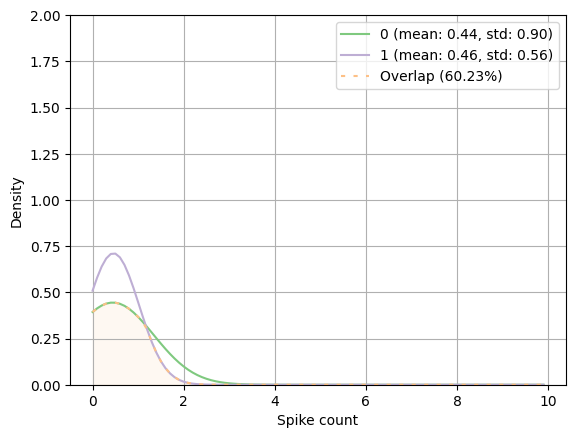 2.00
1.75
1.50
1.25
1.00
0.75
0.50
0.25
0.00
Density
0 (mean: 0.44, std: 0.90)
1 (mean: 0.46, std: 0.56)
Overlap (60.23%)
0 2 4 6 8 10
Spike count